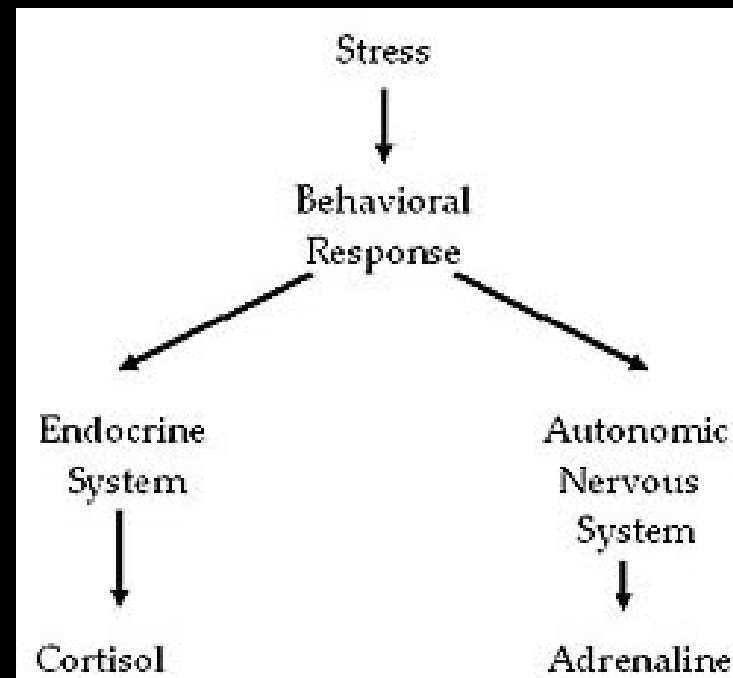 Stress
Behavioral
Response
Endocrine
System
Autonomic
Nervous
System
Cortisol
Adrenaline